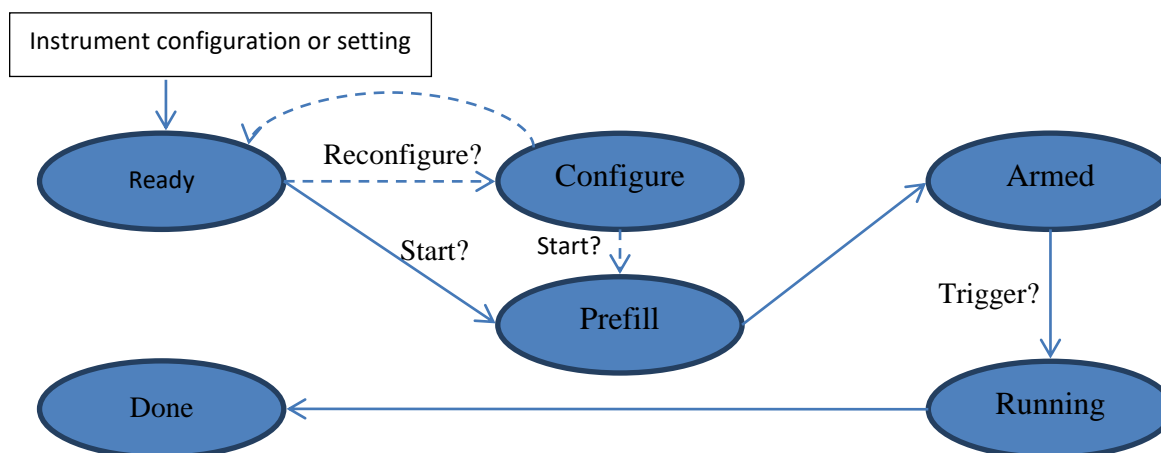 Instrument configuration or setting
Reconfigure?
Ready
Configure
Armed
Start?
Start?
Trigger?
Prefill
Done
Running